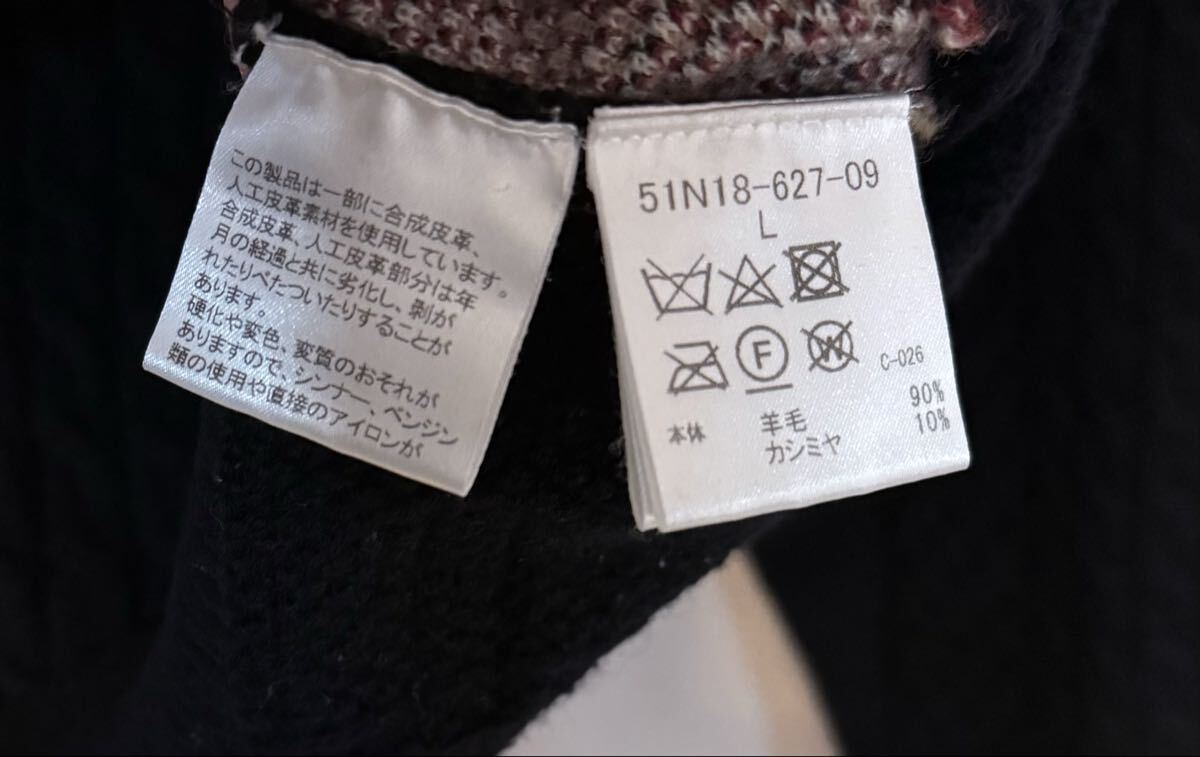 この製品は一部に合成皮革、
人工皮革素材を使用しています。
合成皮革、人工皮革部分は年
月の経過と共に劣化し、剥が
れたりべたついたりすることが
あります。
硬化や変色、変質のおそれが
ありますので、シンナー、ベンジン
類の使用や直接のアイロンが
51N18-627-09
L
F
W
C-026
本体 羊毛 90%
カシミヤ 10%